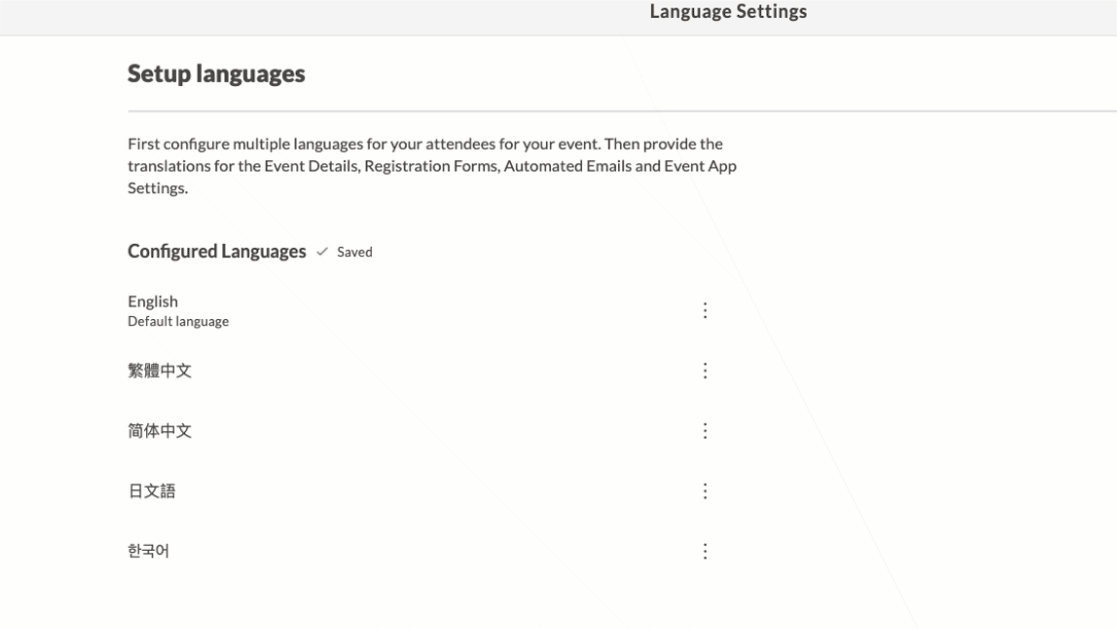 Language Settings
Setup languages
First configure multiple languages for your attendees for your event. Then provide the
translations for the Event Details, Registration Forms, Automated Emails and Event App
Settings.
Configured Languages ✓ Saved
English
Default language
繁體中文
简体中文
日文語
한국어